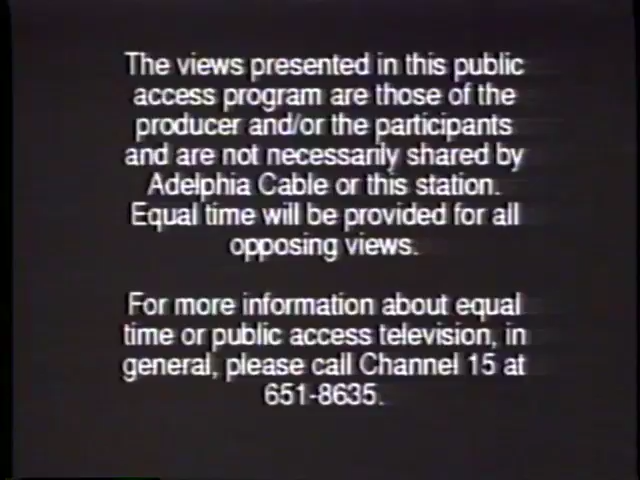 The views presented in this public
access program are those of the
producer and/or the participants
and are not necessarily shared by
Adelphia Cable or this station.
Equal time will be provided for all
opposing views.
For more information about equal
time or public access television, in
general, please call Channel 15 at
651-8635.